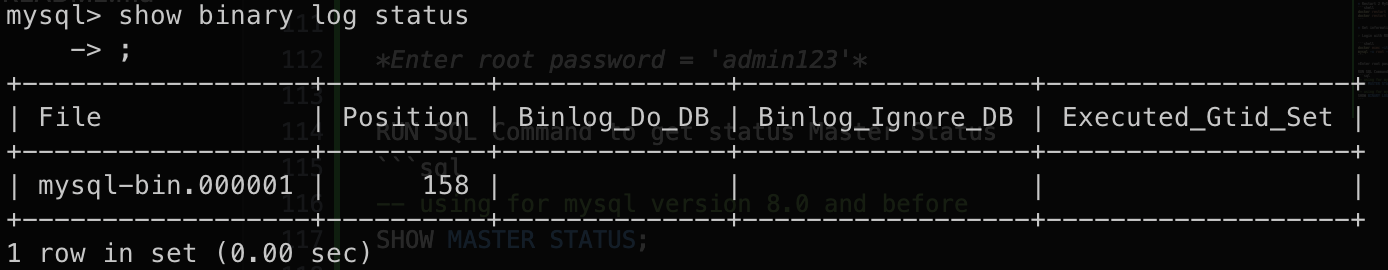 mysql> show binary log status
    -> ;
112 *Enter root password = 'admin123'*
+------------------+----------+--------------+------------------+-------------------+
113
| File             | Position | Binlog_Do_DB | Binlog_Ignore_DB | Executed_Gtid_Set |
114 RUN SQL Command to get status Master Status
+------------------+----------+--------------+------------------+-------------------+
115 ```sql
| mysql-bin.000001 |      158 |              |                  |                   |
116 -- using for mysql version 8.0 and before
+------------------+----------+--------------+------------------+-------------------+
117 SHOW MASTER STATUS;
1 row in set (0.00 sec)